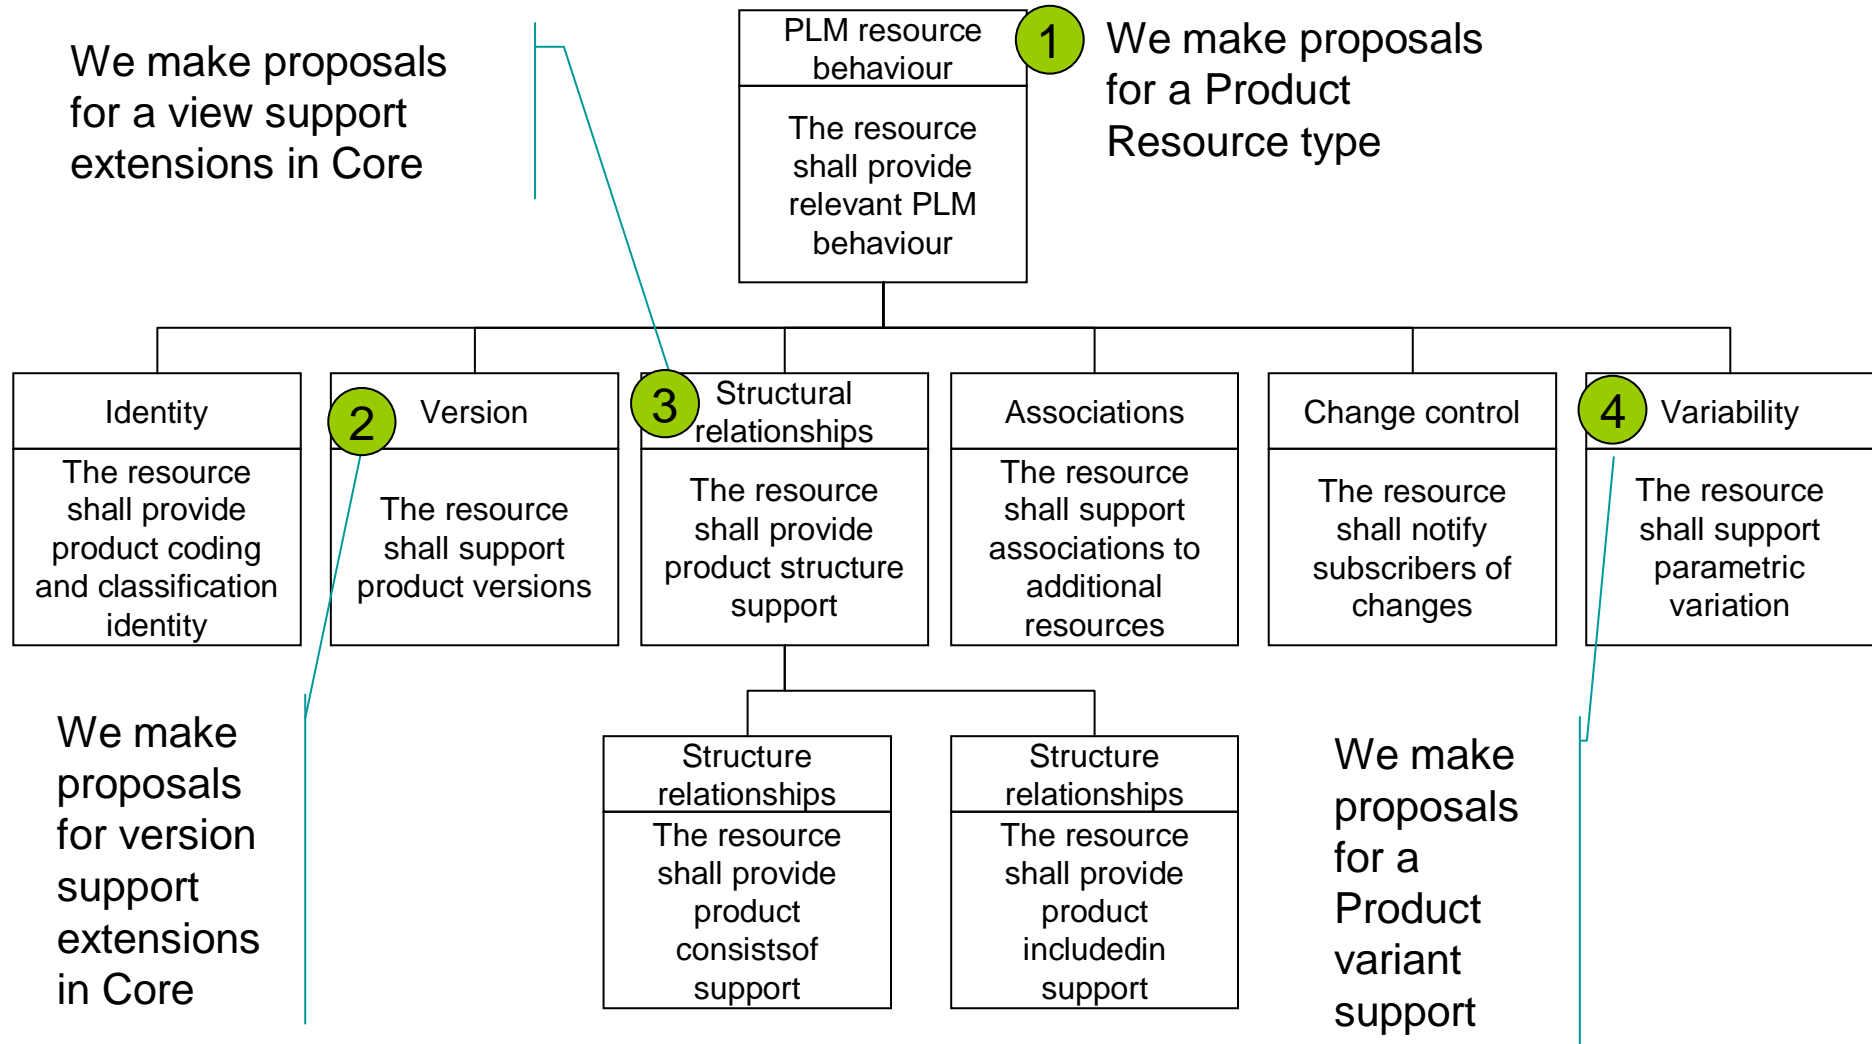 We make proposals
for a view support
extensions in Core
PLM resource
behaviour
The resource
shall provide
relevant PLM
behaviour
1
We make proposals
for a Product
Resource type
Identity
The resource
shall provide
product coding
and classification
identity
2
Version
The resource
shall support
product versions
3
Structural
relationships
The resource
shall provide
product structure
support
Associations
The resource
shall support
associations to
additional
resources
Change control
The resource
shall notify
subscribers of
changes
4
Variability
The resource
shall support
parametric
variation
We make
proposals
for version
support
extensions
in Core
Structure
relationships
The resource
shall provide
product
consistsof
support
Structure
relationships
The resource
shall provide
product
includedin
support
We make
proposals
for a
Product
variant
support